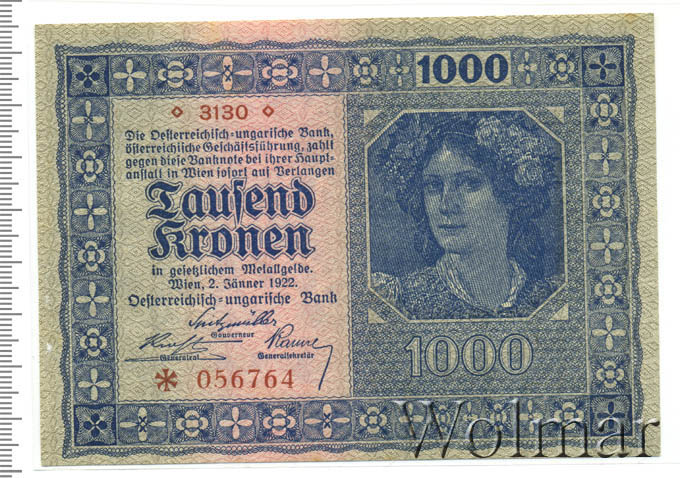 1000
◇ 3130 ◇
Die Oesterreichisch-ungarische Bank,
österreichische Geschäftsführung, zahlt
gegen diese Banknote bei ihrer Haupt-
anstalt in Wien sofort auf Verlangen
Tausend
Kronen
in gesetzlichem Metallgelde.
Wien, 2. Jänner 1922.
Oesterreichisch-ungarische Bank
Spitzmüller
Gouverneur
Generalrat
Generalsekretär
* 056764
1000
Wolmar